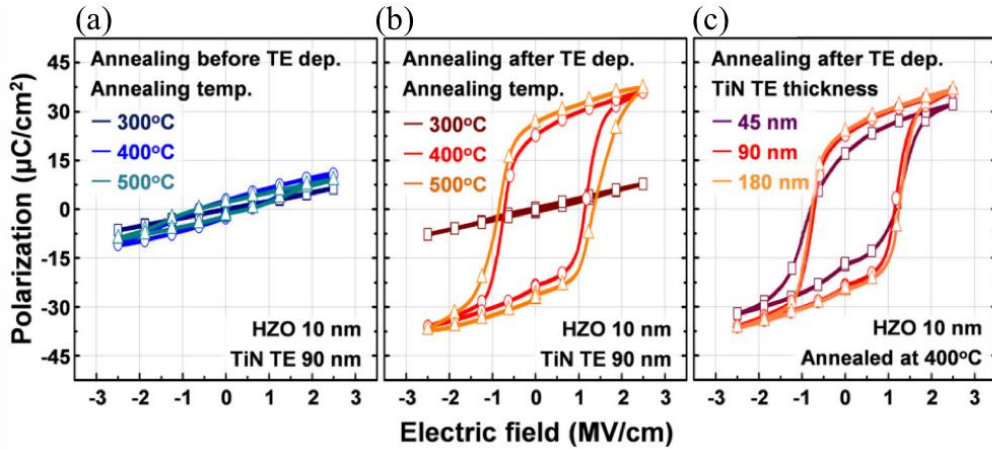 (a)
Annealing before TE dep.
Annealing temp.
300°C
400°C
500°C
HZO 10 nm
TiN TE 90 nm
(b)
Annealing after TE dep.
Annealing temp.
300°C
400°C
500°C
HZO 10 nm
TiN TE 90 nm
(c)
Annealing after TE dep.
TiN TE thickness
45 nm
90 nm
180 nm
HZO 10 nm
Annealed at 400°C
Polarization (µC/cm²)
45
30
15
0
-15
-30
-45
-3 -2 -1 0 1 2 3
-3 -2 -1 0 1 2 3
-3 -2 -1 0 1 2 3
Electric field (MV/cm)